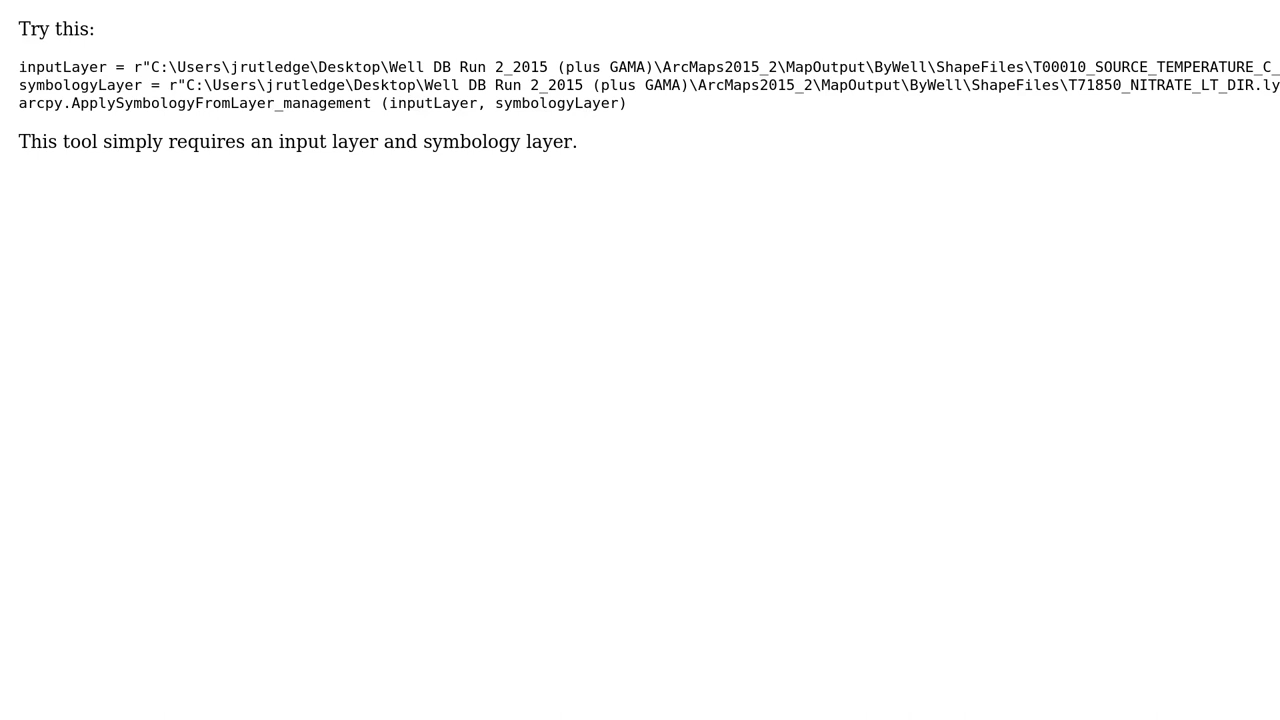 Try this:
inputLayer = r"C:\Users\jrutledge\Desktop\Well DB Run 2_2015 (plus GAMA)\ArcMaps2015_2\MapOutput\ByWell\ShapeFiles\T00010_SOURCE_TEMPERATURE_C_
symbologyLayer = r"C:\Users\jrutledge\Desktop\Well DB Run 2_2015 (plus GAMA)\ArcMaps2015_2\MapOutput\ByWell\ShapeFiles\T71850_NITRATE_LT_DIR.ly
arcpy.ApplySymbologyFromLayer_management (inputLayer, symbologyLayer)
This tool simply requires an input layer and symbology layer.